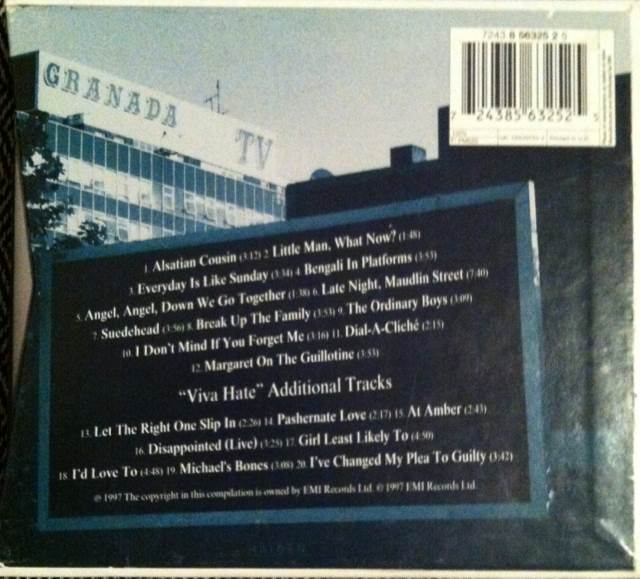 7243 8 56325 2 5
7 24385 63252 5
GRANADA TV
1. Alsatian Cousin (3:12) 2. Little Man, What Now? (1:48)
3. Everyday Is Like Sunday (3:34) 4. Bengali In Platforms (3:53)
5. Angel, Angel, Down We Go Together (1:38) 6. Late Night, Maudlin Street (7:40)
7. Suedehead (3:56) 8. Break Up The Family (3:53) 9. The Ordinary Boys (3:09)
10. I Don't Mind If You Forget Me (3:16) 11. Dial-A-Cliché (2:15)
12. Margaret On The Guillotine (3:53)
"Viva Hate" Additional Tracks
13. Let The Right One Slip In (2:26) 14. Pashernate Love (2:17) 15. At Amber (2:43)
16. Disappointed (Live) (3:25) 17. Girl Least Likely To (4:50)
18. I'd Love To (4:48) 19. Michael's Bones (3:08) 20. I've Changed My Plea To Guilty (3:42)
℗ 1997 The copyright in this compilation is owned by EMI Records Ltd. © 1997 EMI Records Ltd.